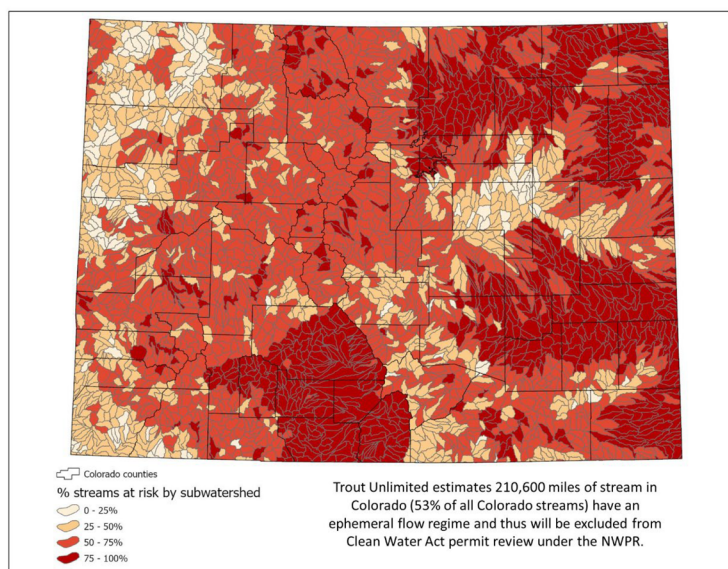 Colorado counties
% streams at risk by subwatershed
0 - 25%
25 - 50%
50 - 75%
75 - 100%
Trout Unlimited estimates 210,600 miles of stream in
Colorado (53% of all Colorado streams) have an
ephemeral flow regime and thus will be excluded from
Clean Water Act permit review under the NWPR.